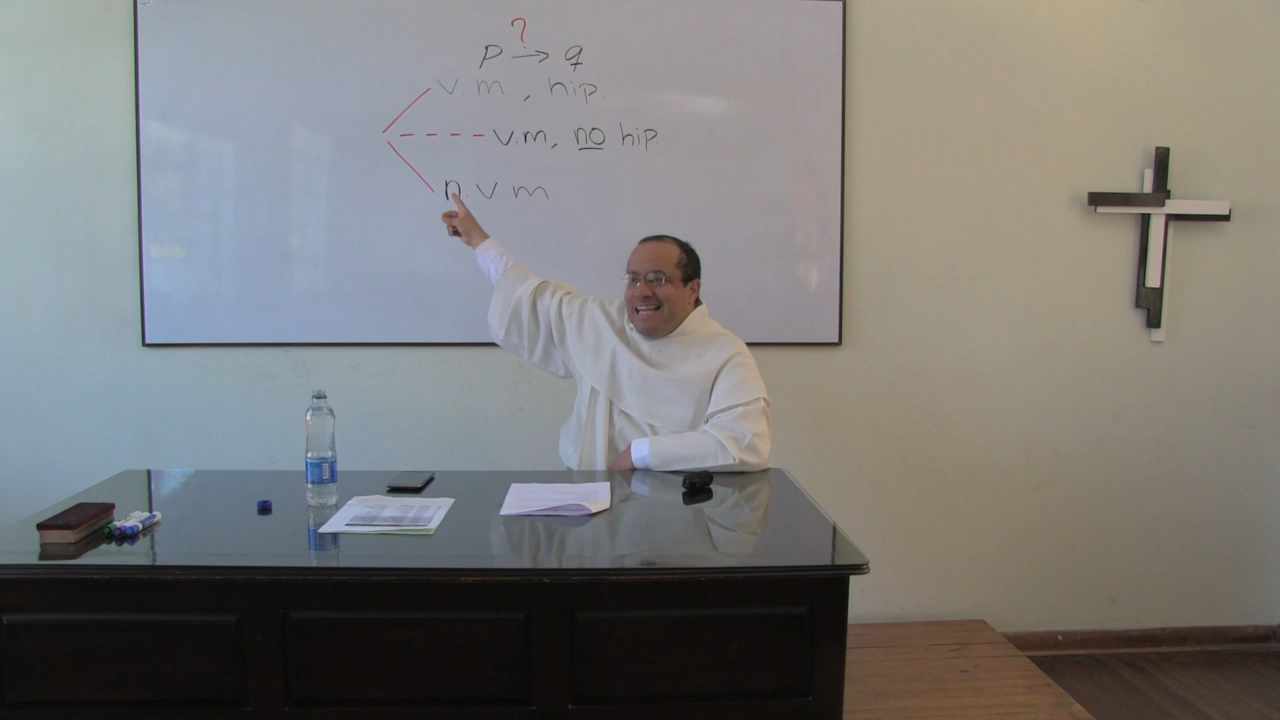 ?
p → q
v.m, hip.
v.m, no hip.
n.v.m